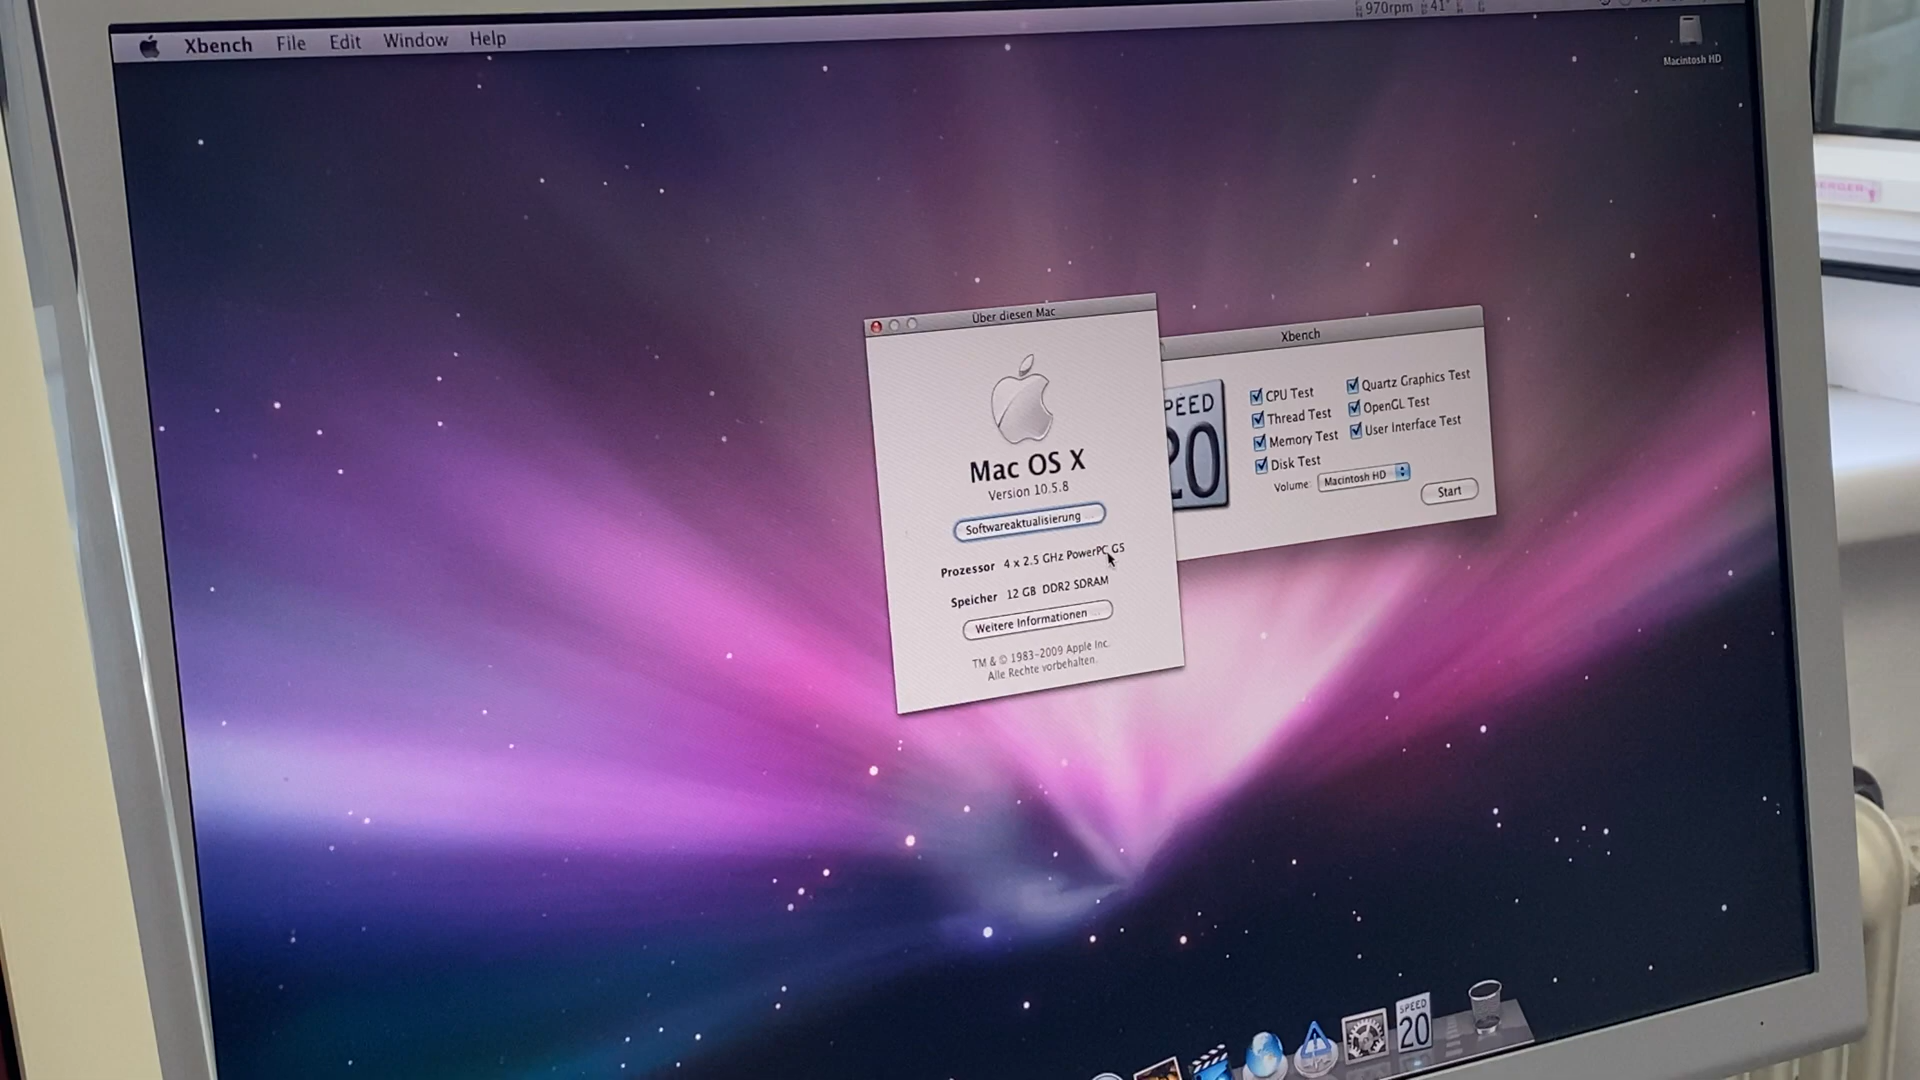 Xbench File Edit Window Help
970rpm 41°
Macintosh HD
Über diesen Mac
Mac OS X
Version 10.5.8
Softwareaktualisierung ...
Prozessor 4 x 2.5 GHz PowerPC G5
Speicher 12 GB DDR2 SDRAM
Weitere Informationen ...
TM & © 1983-2009 Apple Inc.
Alle Rechte vorbehalten.
Xbench
CPU Test
Thread Test
Memory Test
Disk Test
Volume: Macintosh HD
Quartz Graphics Test
OpenGL Test
User Interface Test
Start
PEED
20
SPEED
20